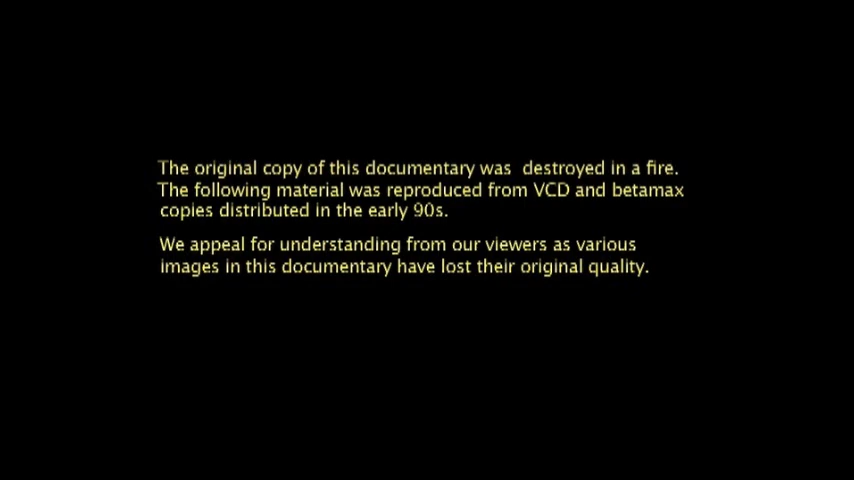 The original copy of this documentary was  destroyed in a fire.
The following material was reproduced from VCD and betamax
copies distributed in the early 90s.
We appeal for understanding from our viewers as various
images in this documentary have lost their original quality.